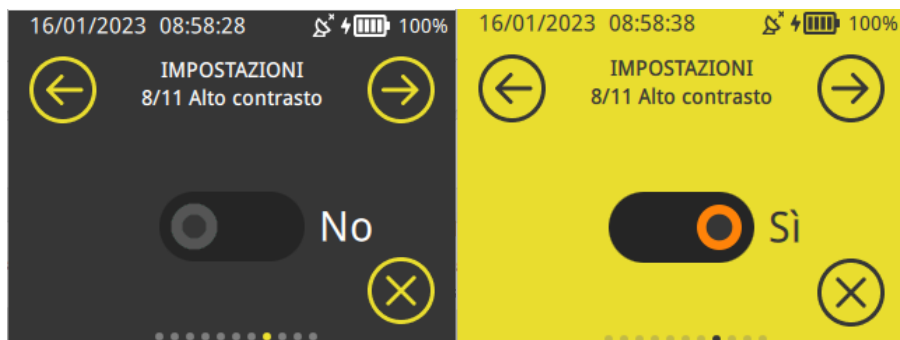 16/01/2023 08:58:28 100%
IMPOSTAZIONI
8/11 Alto contrasto
No
16/01/2023 08:58:38 100%
IMPOSTAZIONI
8/11 Alto contrasto
Sì